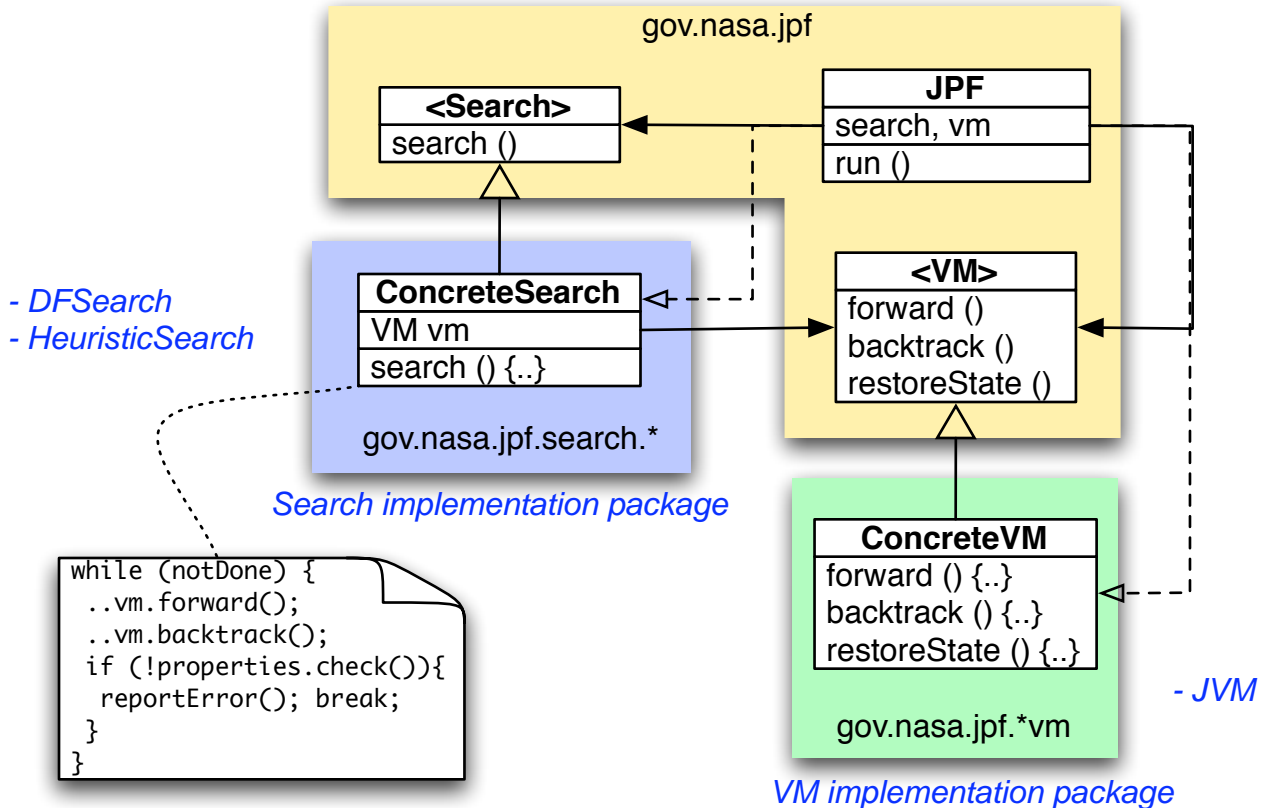 gov.nasa.jpf
<Search>
search ()
JPF
search, vm
run ()
- DFSearch
- HeuristicSearch
ConcreteSearch
VM vm
search () {..}
gov.nasa.jpf.search.*
Search implementation package
<VM>
forward ()
backtrack ()
restoreState ()
while (notDone) {
..vm.forward();
..vm.backtrack();
if (!properties.check()){
reportError(); break;
}
}
ConcreteVM
forward () {..}
backtrack () {..}
restoreState () {..}
gov.nasa.jpf.*vm
- JVM
VM implementation package